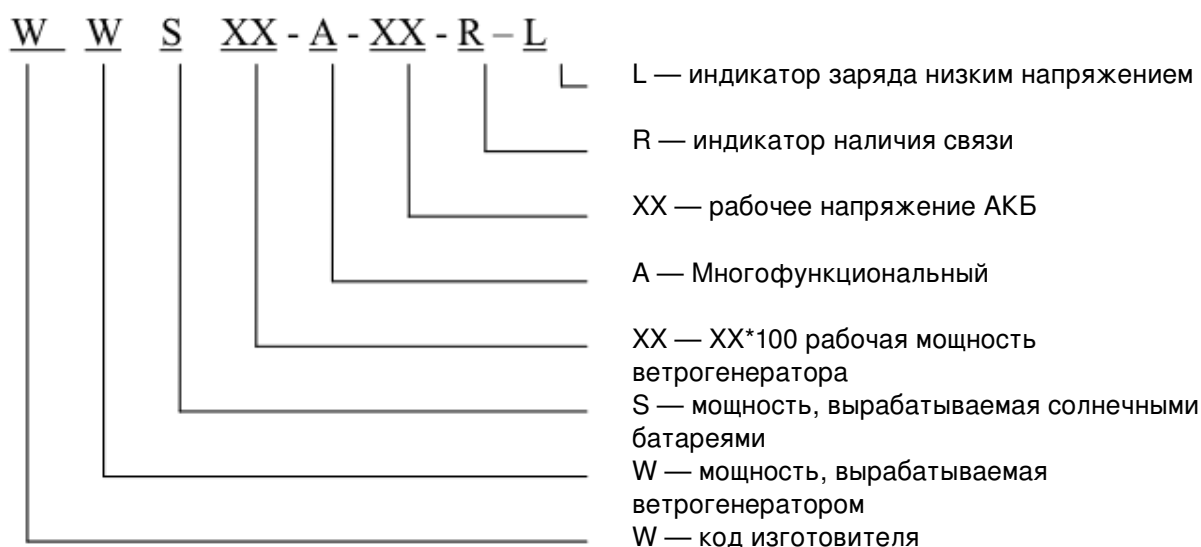 W W S XX - A - XX - R – L
L — индикатор заряда низким напряжением
R — индикатор наличия связи
XX — рабочее напряжение АКБ
A — Многофункциональный
XX — XX*100 рабочая мощность
ветрогенератора
S — мощность, вырабатываемая солнечными
батареями
W — мощность, вырабатываемая
ветрогенератором
W — код изготовителя